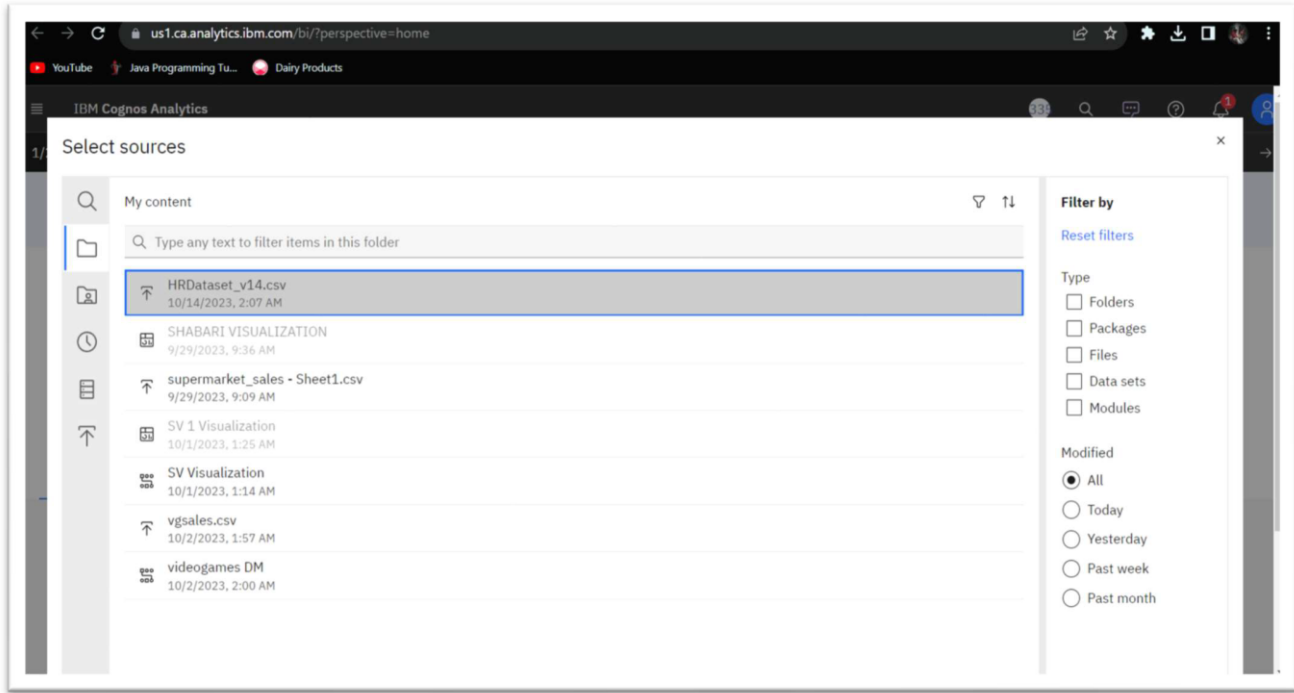 us1.ca.analytics.ibm.com/bi/?perspective=home
YouTube Java Programming Tu... Dairy Products
IBM Cognos Analytics
1
1/
Select sources
My content
Type any text to filter items in this folder
HRDataset_v14.csv
10/14/2023, 2:07 AM
SHABARI VISUALIZATION
9/29/2023, 9:36 AM
supermarket_sales - Sheet1.csv
9/29/2023, 9:09 AM
SV 1 Visualization
10/1/2023, 1:25 AM
SV Visualization
10/1/2023, 1:14 AM
vgsales.csv
10/2/2023, 1:57 AM
videogames DM
10/2/2023, 2:00 AM
Filter by
Reset filters
Type
Folders
Packages
Files
Data sets
Modules
Modified
All
Today
Yesterday
Past week
Past month